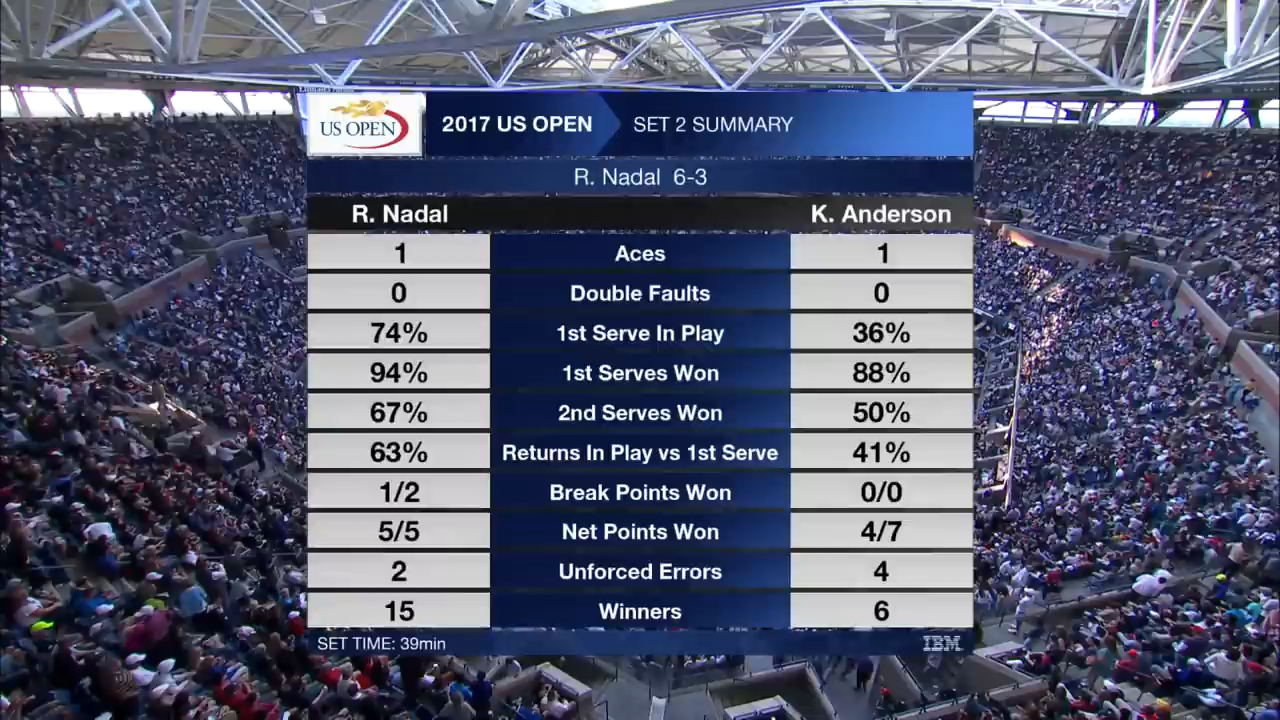 US OPEN
2017 US OPEN SET 2 SUMMARY
R. Nadal 6-3
R. Nadal K. Anderson
1 Aces 1
0 Double Faults 0
74% 1st Serve In Play 36%
94% 1st Serves Won 88%
67% 2nd Serves Won 50%
63% Returns In Play vs 1st Serve 41%
1/2 Break Points Won 0/0
5/5 Net Points Won 4/7
2 Unforced Errors 4
15 Winners 6
SET TIME: 39min IBM